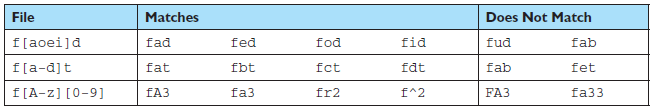 File Matches Does Not Match
f[aoei]d fad fed fod fid fud fab
f[a-d]t fat fbt fct fdt fab fet
f[A-z][0-9] fA3 fa3 fr2 f^2 FA3 fa33